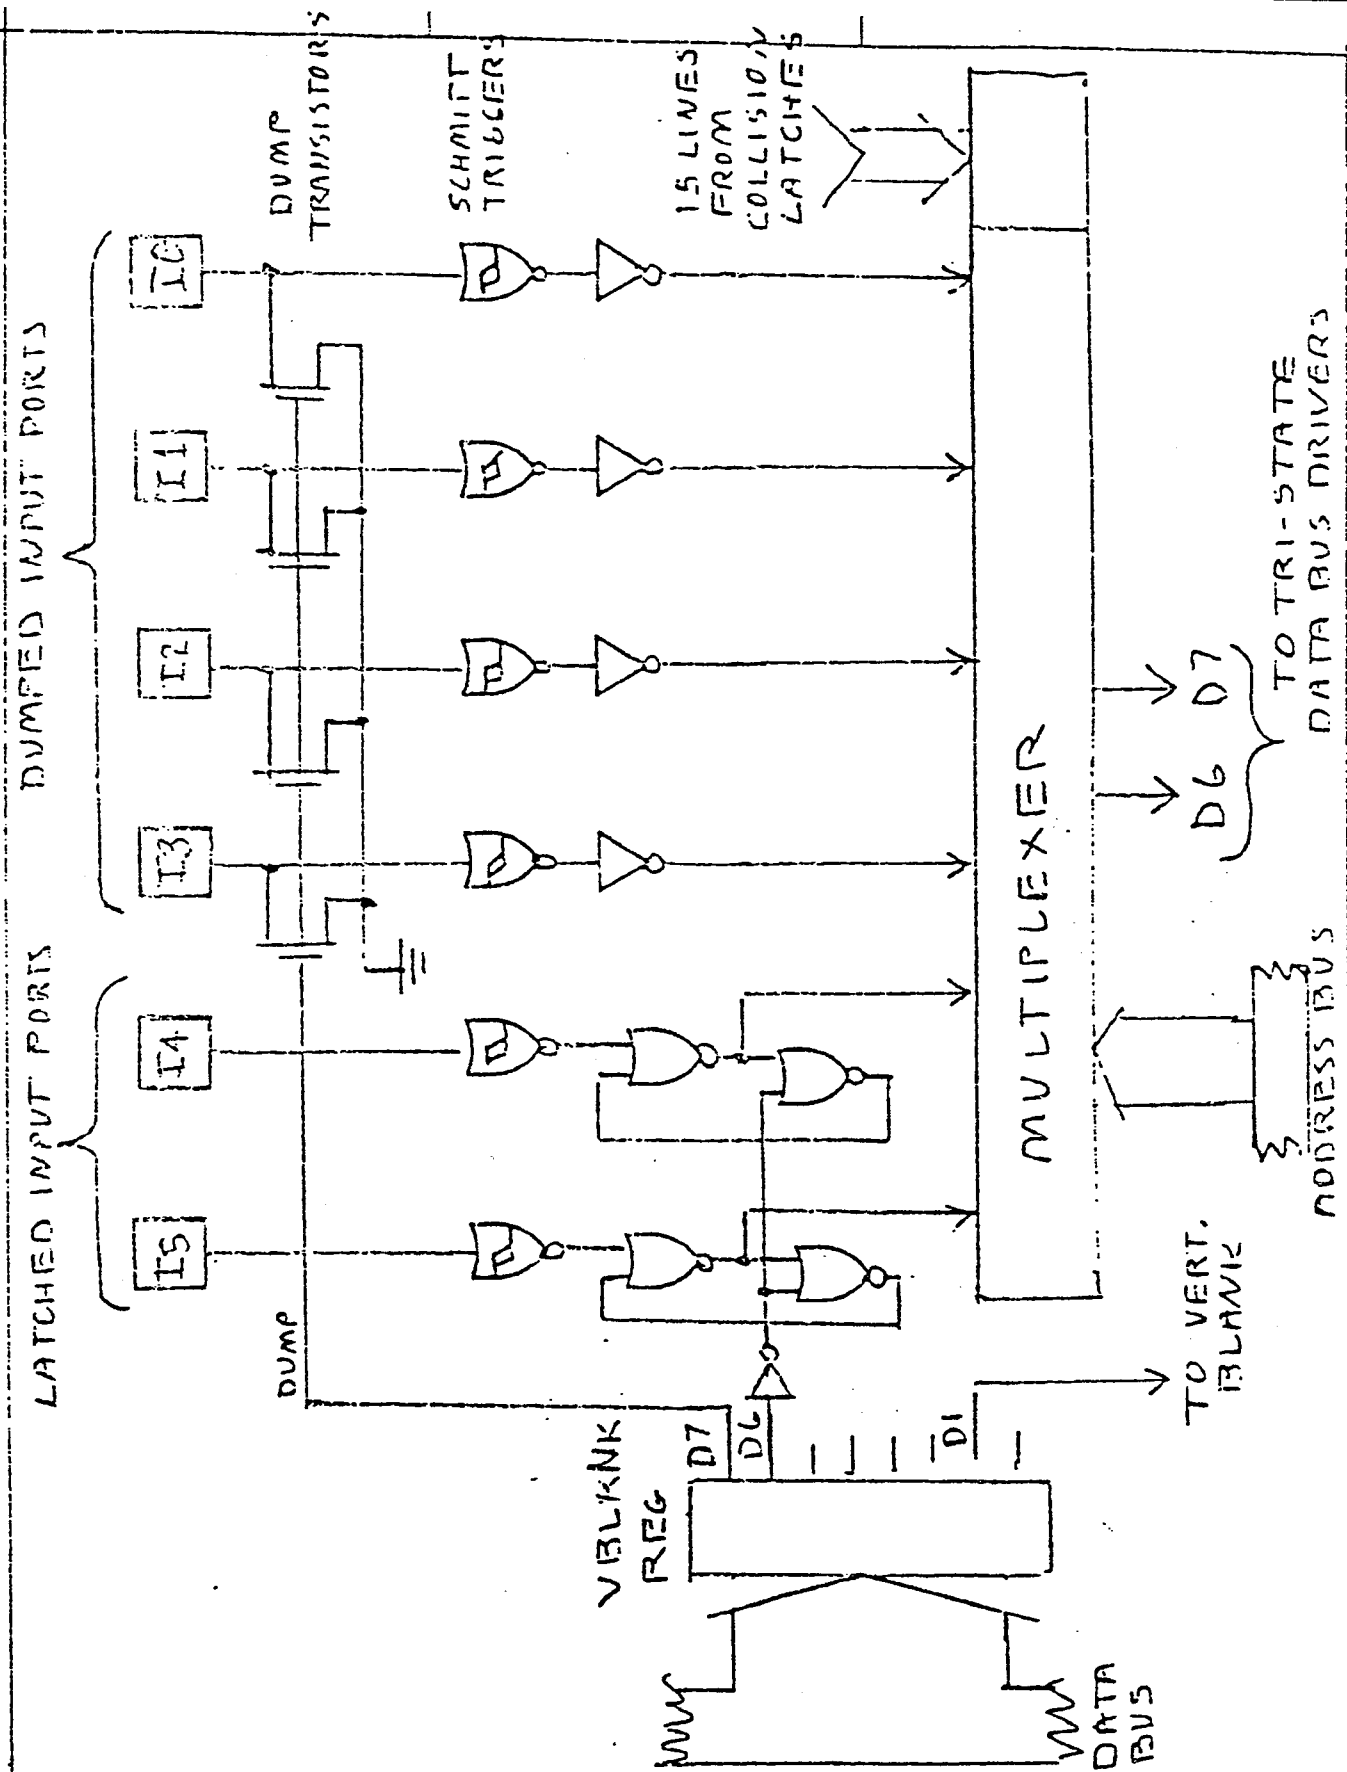 LATCHED INPUT PORTS
DUMPED INPUT PORTS
I5
I4
I3
I2
I1
I0
DUMP
DUMP
TRANSISTORS
SCHMITT
TRIGGERS
15 LINES
FROM
COLLISION
LATCHES
VBLANK
REG
D7
D6
D1
MULTIPLEXER
DATA
BUS
TO VERT.
BLANK
ADDRESS BUS
D6 D7
TO TRI-STATE
DATA BUS DRIVERS